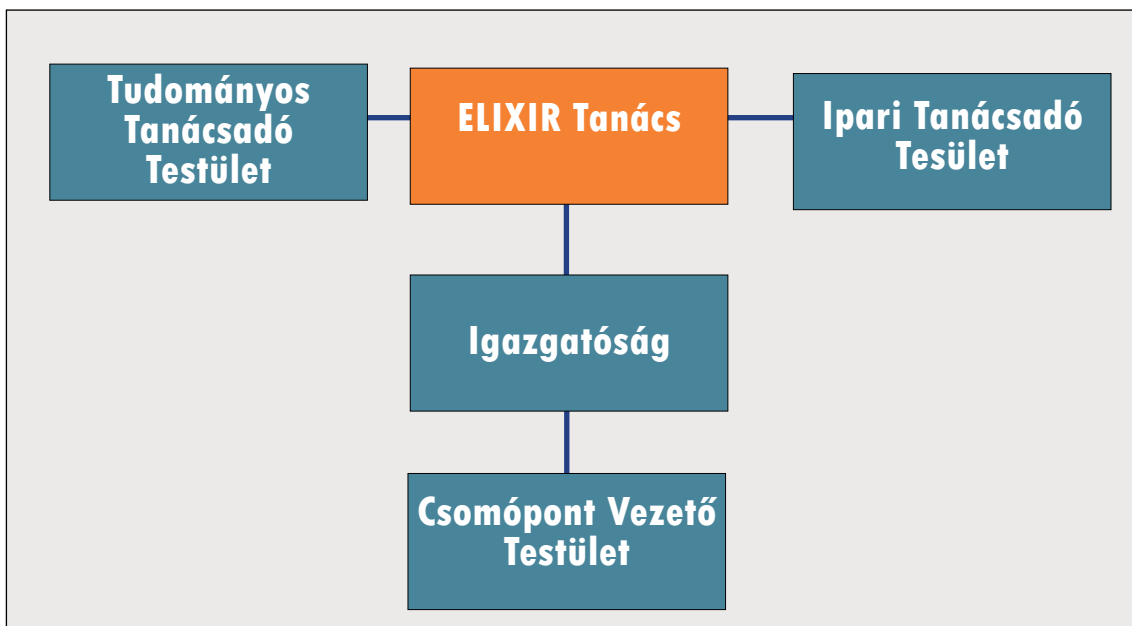 Tudományos
Tanácsadó
Testület
ELIXIR Tanács
Ipari Tanácsadó
Tesület
Igazgatóság
Csomópont Vezető
Testület